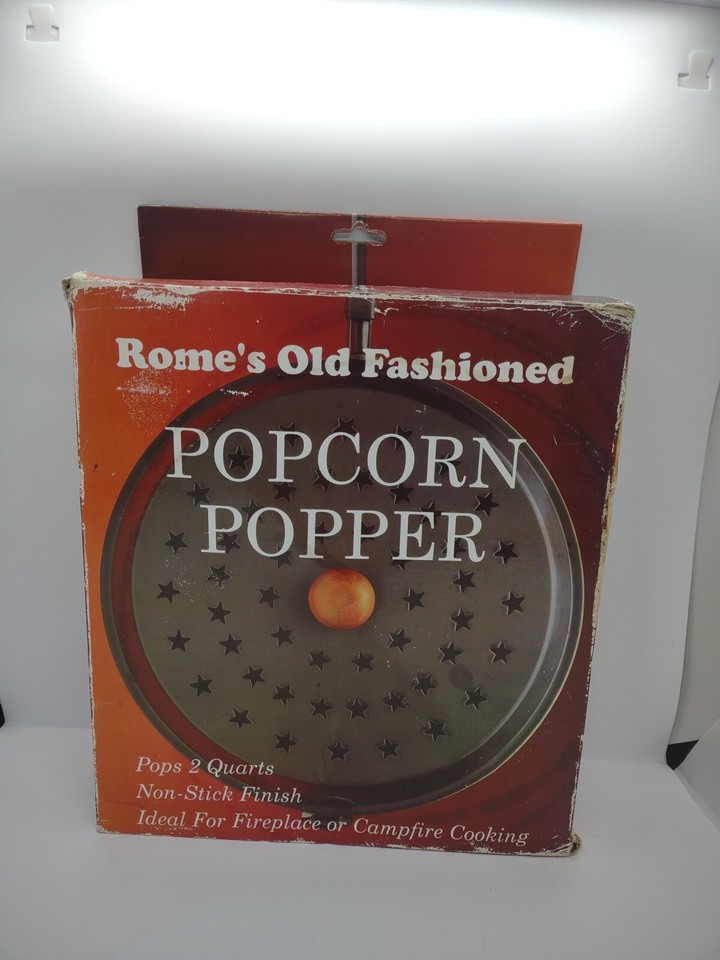 Rome's Old Fashioned
POPCORN
POPPER
Pops 2 Quarts
Non-Stick Finish
Ideal For Fireplace or Campfire Cooking